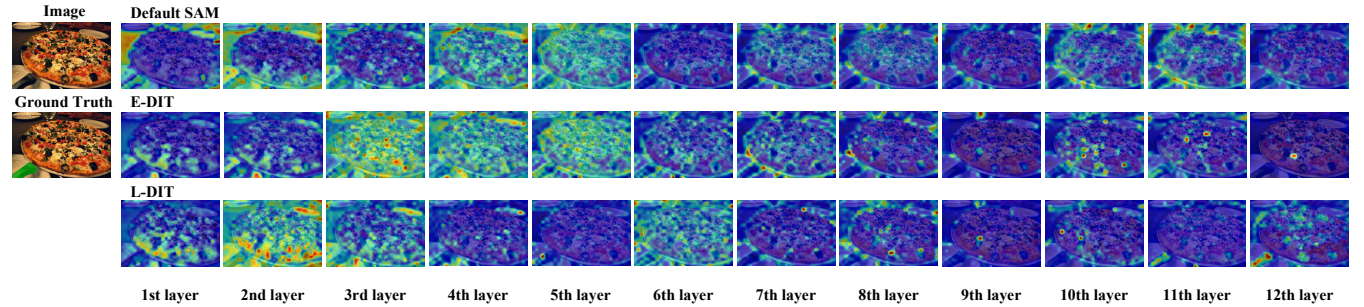 Image Default SAM
Ground Truth E-DIT
L-DIT
1st layer 2nd layer 3rd layer 4th layer 5th layer 6th layer 7th layer 8th layer 9th layer 10th layer 11th layer 12th layer